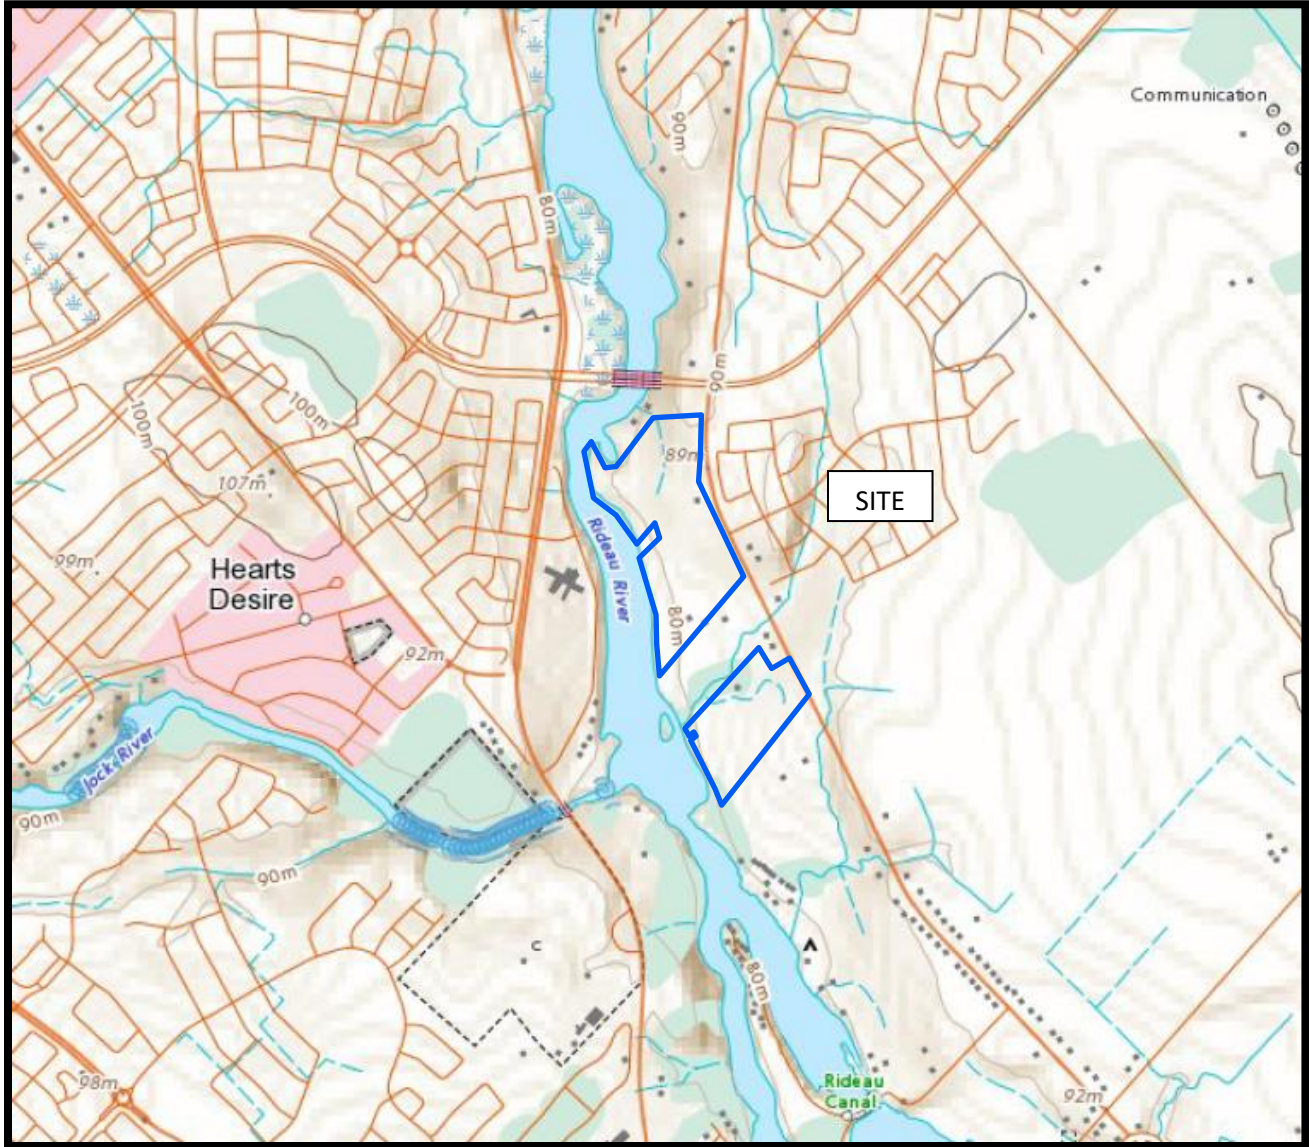 Communication
90m
80m
90m
100m
100m
89m
107m
SITE
99m
Rideau River
Hearts
Desire
80m
92m
Jock River
90m
90m
c
80m
98m
Rideau
Canal
92m